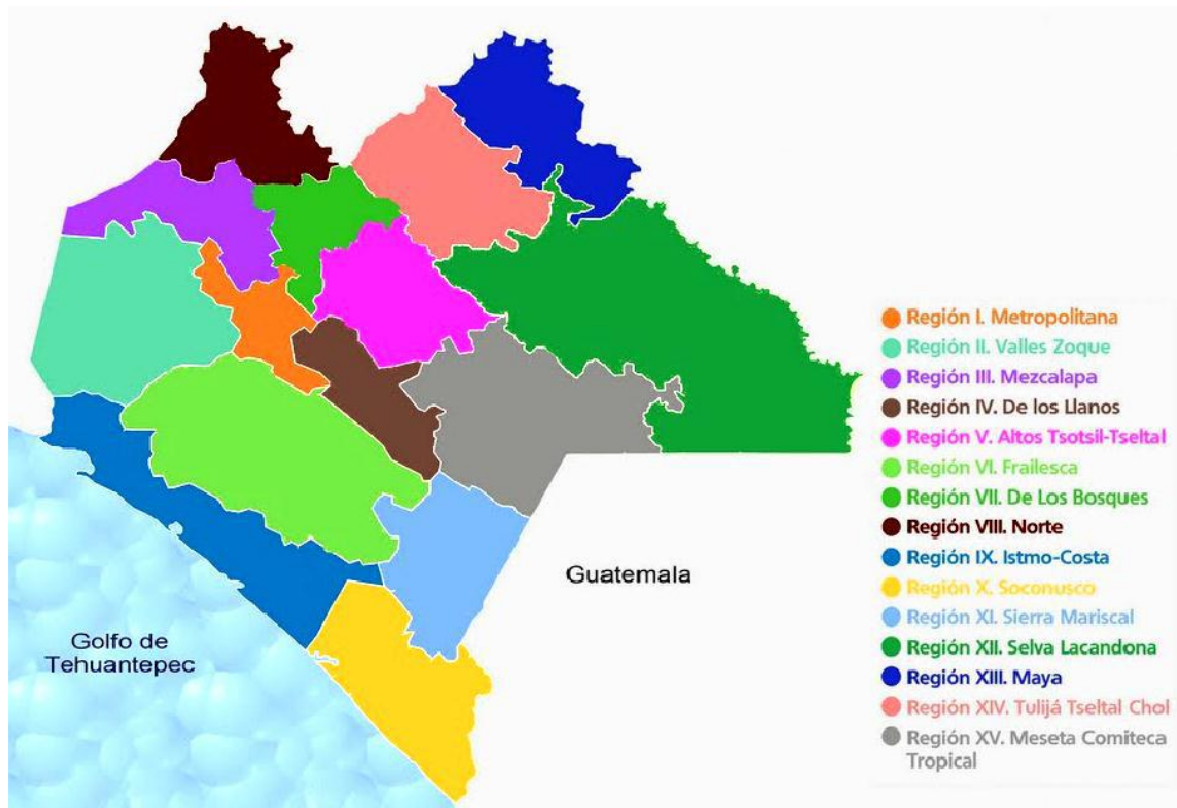 Región I. Metropolitana
Región II. Valles Zoque
Región III. Mezcalapa
Región IV. De los Llanos
Región V. Altos Tsotsil-Tseltal
Región VI. Frailesca
Región VII. De Los Bosques
Región VIII. Norte
Región IX. Istmo-Costa
Región X. Soconusco
Región XI. Sierra Mariscal
Región XII. Selva Lacandona
Región XIII. Maya
Región XIV. Tulijá Tseltal Chol
Región XV. Meseta Comiteca
Tropical
Guatemala
Golfo de
Tehuantepec